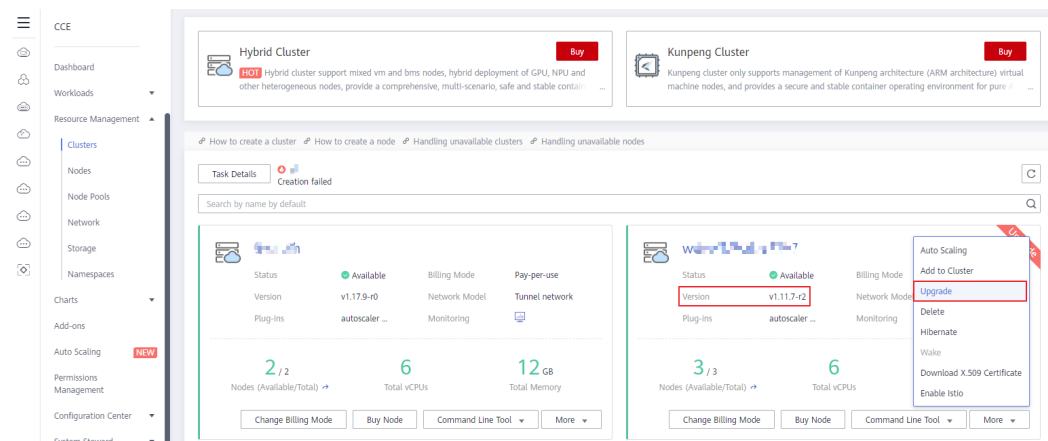 CCE
Dashboard
Workloads
Resource Management
Clusters
Nodes
Node Pools
Network
Storage
Namespaces
Charts
Add-ons
Auto Scaling NEW
Permissions
Management
Configuration Center
System Steward
Hybrid Cluster Buy
HOT Hybrid cluster support mixed vm and bms nodes, hybrid deployment of GPU, NPU and
other heterogeneous nodes, provide a comprehensive, multi-scenario, safe and stable contain ...
Kunpeng Cluster Buy
Kunpeng cluster only supports management of Kunpeng architecture (ARM architecture) virtual
machine nodes, and provides a secure and stable container operating environment for pure ...
How to create a cluster How to create a node Handling unavailable clusters Handling unavailable nodes
Task Details
Creation failed
Search by name by default
Status Available Billing Mode Pay-per-use
Version v1.17.9-r0 Network Model Tunnel network
Plug-ins autoscaler ... Monitoring
2 / 2 6 12 GB
Nodes (Available/Total) Total vCPUs Total Memory
Change Billing Mode Buy Node Command Line Tool More
Status Available Billing Mode
Version v1.11.7-r2 Network Mode
Plug-ins autoscaler ... Monitoring
3 / 3 6
Nodes (Available/Total) Total vCPUs
Change Billing Mode Buy Node Command Line Tool More
Auto Scaling
Add to Cluster
Upgrade
Delete
Hibernate
Wake
Download X.509 Certificate
Enable Istio